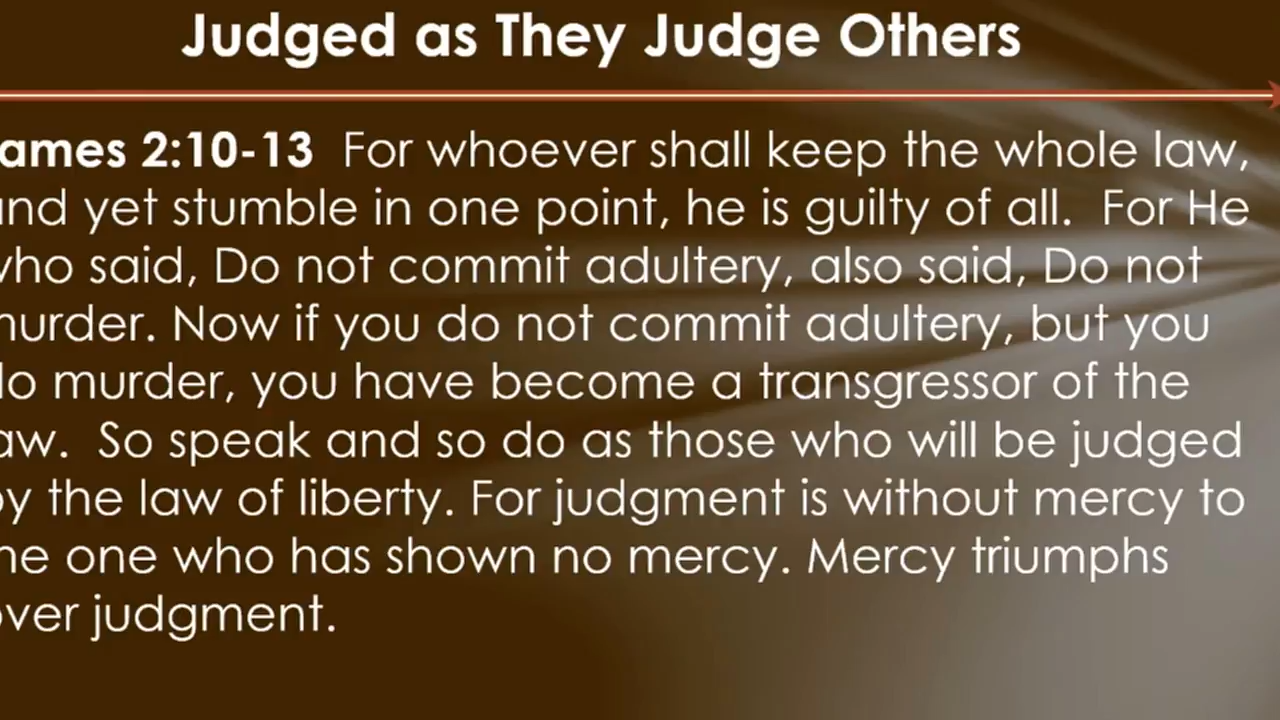 Judged as They Judge Others
ames 2:10-13 For whoever shall keep the whole law,
nd yet stumble in one point, he is guilty of all. For He
who said, Do not commit adultery, also said, Do not
murder. Now if you do not commit adultery, but you
do murder, you have become a transgressor of the
aw. So speak and so do as those who will be judged
by the law of liberty. For judgment is without mercy to
he one who has shown no mercy. Mercy triumphs
over judgment.